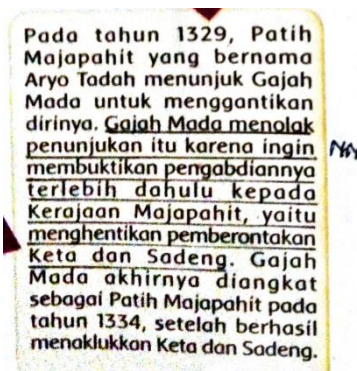 Pada tahun 1329, Patih
Majapahit yang bernama
Aryo Tadah menunjuk Gajah
Mada untuk menggantikan
dirinya. Gajah Mada menolak
penunjukan itu karena ingin
membuktikan pengabdiannya
terlebih dahulu kepada
Kerajaan Majapahit, yaitu
menghentikan pemberontakan
Keta dan Sadeng. Gajah
Mada akhirnya diangkat
sebagai Patih Majapahit pada
tahun 1334, setelah berhasil
menaklukkan Keta dan Sadeng.